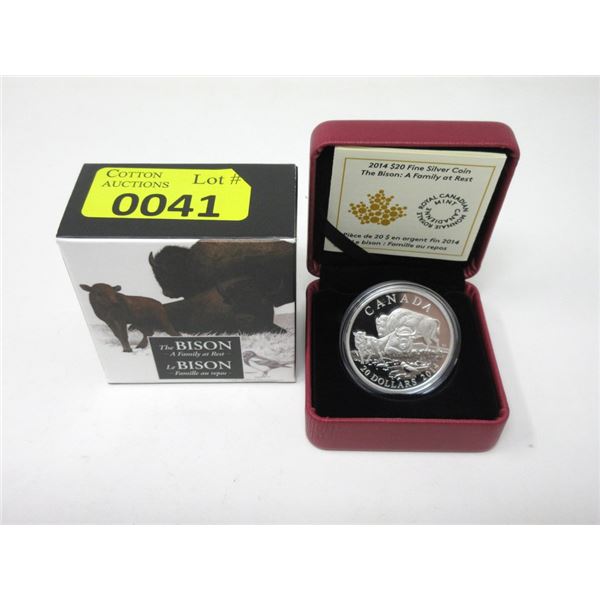 COTTON
AUCTIONS
Lot #
0041
The BISON
- A Family at Rest -
Le BISON
- Famille au repos -
2014 $20 Fine Silver Coin
The Bison: A Family at Rest
ROYAL CANADIAN MINT
MONNAIE ROYALE CANADIENNE
Pièce de 20 $ en argent fin 2014
Le bison : Famille au repos
CANADA
20 DOLLARS 2014